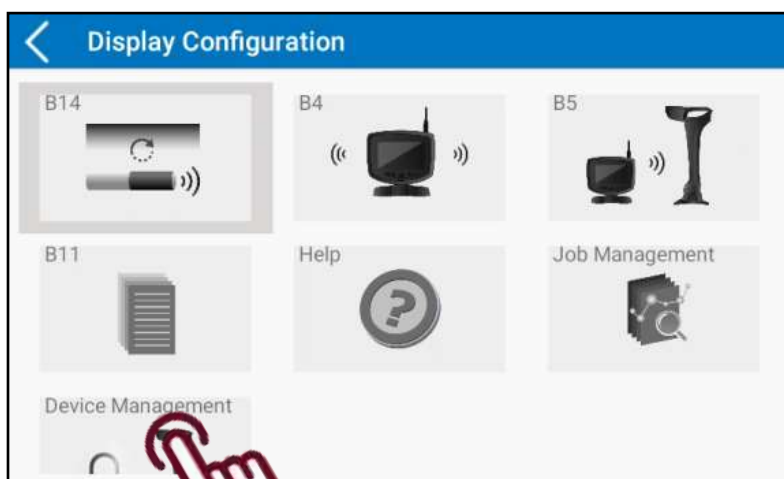 Display Configuration
B14
B4
B5
B11
Help
Job Management
Device Management